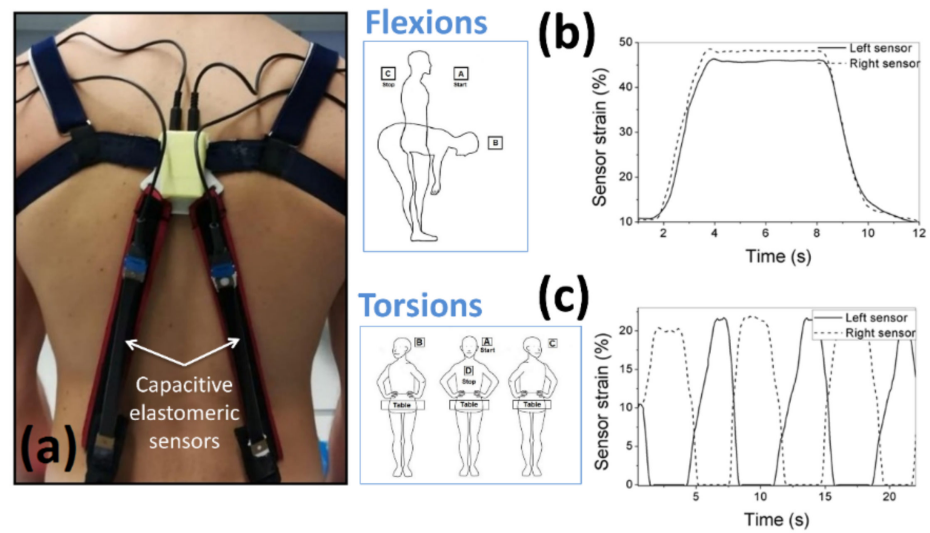 Flexions
(b)
C
Stop
A
Start
B
50
40
30
20
10
Sensor strain (%)
2
4
6
8
10
12
Time (s)
Left sensor
Right sensor
Capacitive
elastomeric
sensors
(a)
Torsions
(c)
B
A
Start
C
D
Stop
Table
Table
Table
20
15
10
5
0
Sensor strain (%)
5
10
15
20
Time (s)
Left sensor
Right sensor